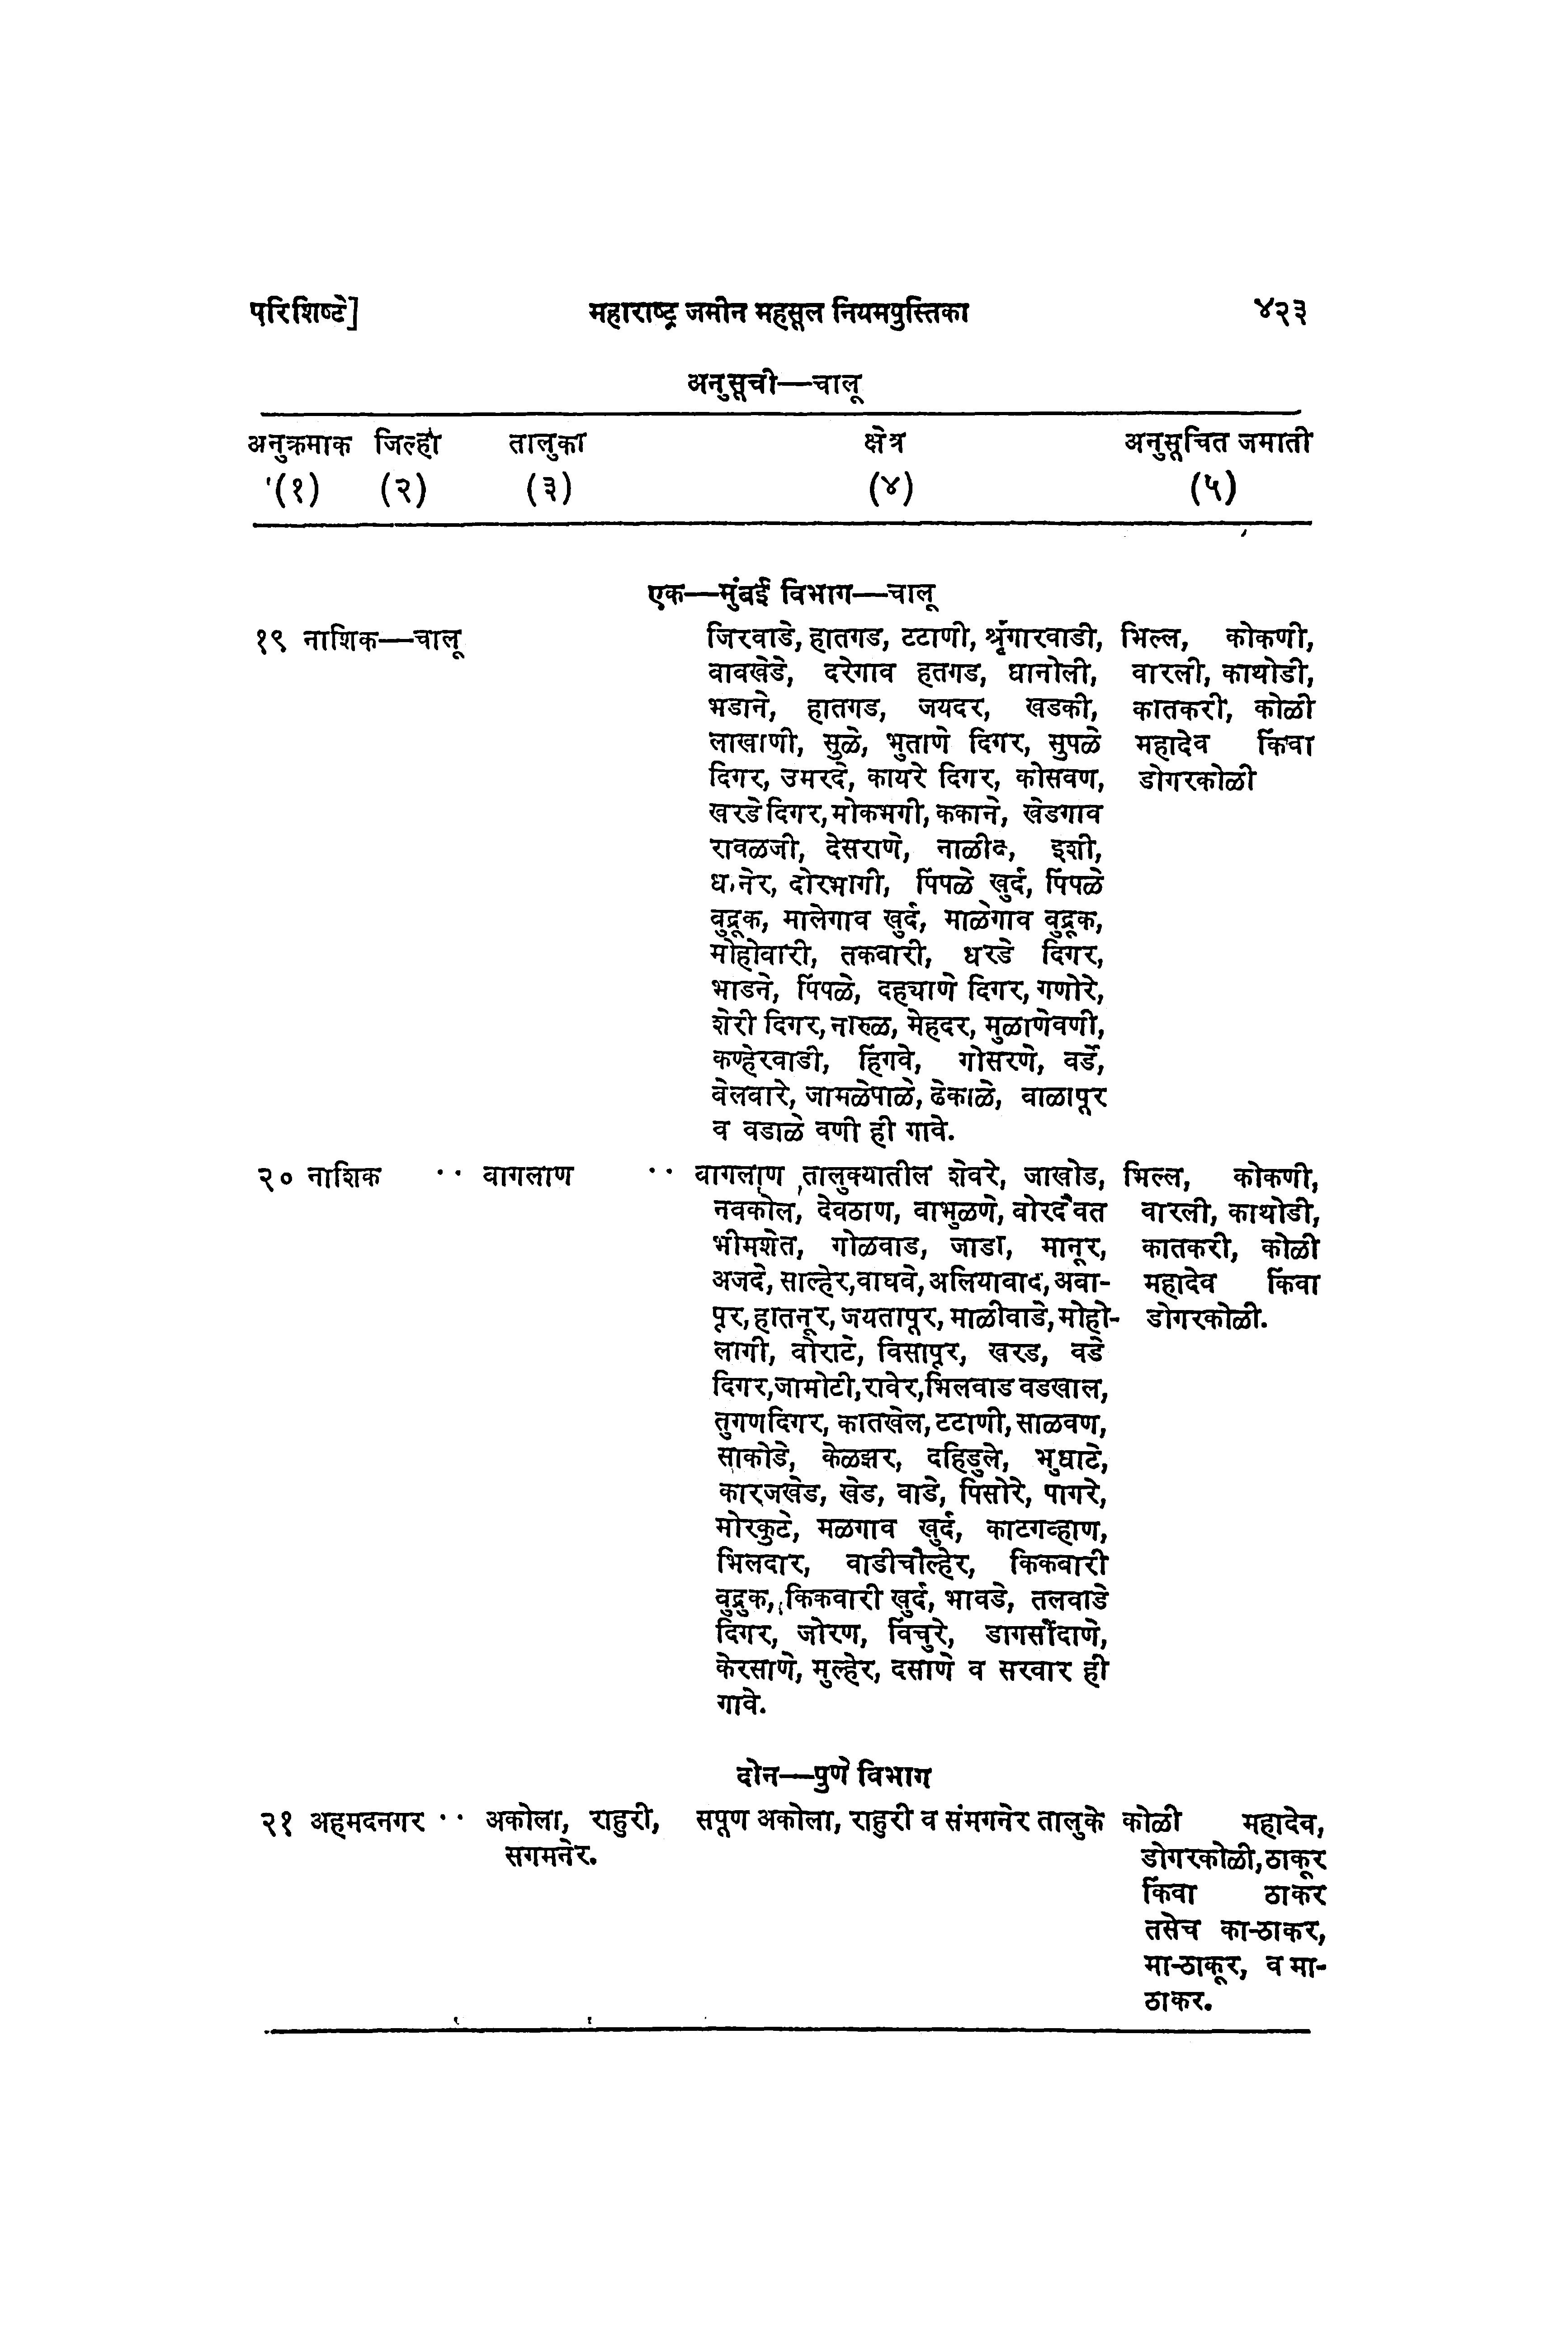 परिशिष्टे] महाराष्ट्र जमीन महसूल नियमपुस्तिका ४२३
अनुसूची—चालू
अनुक्रमाक जिल्हा तालुका क्षेत्र अनुसूचित जमाती
(१) (२) (३) (४) (५)
एक—मुंबई विभाग—चालू
१९ नाशिक—चालू जिरवाडे, हातगड, टटाणी, श्रृंगारवाडी, भिल्ल, कोकणी,
वावखेडे, दरेगाव हतगड, धानोली, वारली, काथोडी,
भडाने, हातगड, जयदर, खडकी, कातकरी, कोळी
लाखाणी, सुळे, भुताणे दिगर, सुपळे महादेव किंवा
दिगर, उमरदे, कायरे दिगर, कोसवण, डोगरकोळी
खरडे दिगर, मोकभगी, ककाने, खेडगाव
रावळजी, देसराणे, नाळीद, इशी,
धनेर, दोरभागी, पिंपळे खुर्द, पिंपळे
वुद्रूक, मालेगाव खुर्द, माळेगाव वुद्रूक,
मोहोवारी, तकवारी, धरडे दिगर,
भाडने, पिंपळे, दह्याणे दिगर, गणोरे,
शेरी दिगर, नारुळ, मेहदर, मुळाणेवणी,
कण्हेरवाडी, हिंगवे, गोसरणे, वर्डे,
वेलवारे, जामळेपाळे, ढेकाळे, वाळापूर
व वडाळे वणी ही गावे.
२० नाशिक ․․ वागलाण ․․ वागलाण तालुक्यातील शेवरे, जाखोड, भिल्ल, कोकणी,
नवकोल, देवठाण, वाभुळणे, वोरदैवत वारली, काथोडी,
भीमशेत, गोळवाड, जाडा, मानूर, कातकरी, कोळी
अजदे, साल्हेर, वाघवे, अलियावाद, अवा- महादेव किंवा
पूर, हातनूर, जयतापूर, माळीवाडे, मोहो- डोगरकोळी.
लागी, वोराटे, विसापूर, खरड, वडे
दिगर, जामोटी, रावेर, भिलवाड वडखाल,
तुगणदिगर, कातखेल, टटाणी, साळवण,
साकोडे, केळझर, दहिडुले, भुधाटे,
कारजखेड, खेड, वाडे, पिसोरे, पागरे,
मोरकुटे, मळगाव खुर्द, काटगव्हाण,
भिलदार, वाडीचौल्हेर, किकवारी
वुद्रुक, किकवारी खुर्द, भावडे, तलवाडे
दिगर, जोरण, विंचुरे, डागसौंदाणे,
केरसाणे, मुल्हेर, दसाणे व सरवार ही
गावे.
दोन—पुणे विभाग
२१ अहमदनगर ․․ अकोला, राहुरी, सपूण अकोला, राहुरी व संमगनेर तालुके कोळी महादेव,
सगमनेर. डोगरकोळी, ठाकूर
किंवा ठाकर
तसेच का-ठाकर,
मा-ठाकूर, व मा-
ठाकर.